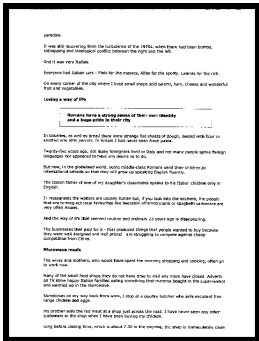 paradise.
It was still recovering from the turbulence of the 1970s, when there had been bombs,
kidnapping and ideological conflict between the right and the left.
And it was very Italian.
Everyone had Italian cars - Fiats for the masses, Alfas for the sporty, Lancias for the rich.
On every corner of the city where I lived small shops sold salami, ham, cheese and wonderful
fruit and vegetables.
Losing a way of life
Romans have a strong sense of their own identity
and a huge pride in their city
In bakeries, as well as bread there were strange flat sheets of dough, dusted with flour or
another and little parcels. In Britain I had never seen fresh pasta.
Twenty-five years ago, not many foreigners lived in Italy and not many people spoke foreign
languages nor appeared to have any desire to do so.
But now, in the globalised world, some middle-class Romans send their children to
international schools so that they will grow up speaking English fluently.
The Italian father of one of my daughter's classmates speaks to his Italian children only in
English.
In restaurants the waiters are usually Italian but, if you look into the kitchens, the people
that are turning out local favourites like bucatini all'amatriciana or spaghetti carbonara are
very often Asians.
And the way of life that seemed routine and ordinary 25 years ago is disappearing.
The businesses that paid for it - that produced things that people wanted to buy because
they were well designed and well priced - are struggling to compete against cheap
competition from China.
Microwave meals
The wives and mothers, who would have spent the morning shopping and cooking, often go
to work now.
Many of the small food shops they do not have time to visit any more have closed. Adverts
on TV show happy Italian families eating something that mamma bought in the supermarket
and warmed up in the microwave.
Sometimes on my way back from work, I stop at a poultry butcher who sells excellent free
range chicken and eggs.
His brother sells the red meat at a shop just across the road. I have never seen any other
customers in the shop when I have been buying the chicken.
Long before closing time, which is about 7.30 in the evening, the shop is immaculately clean